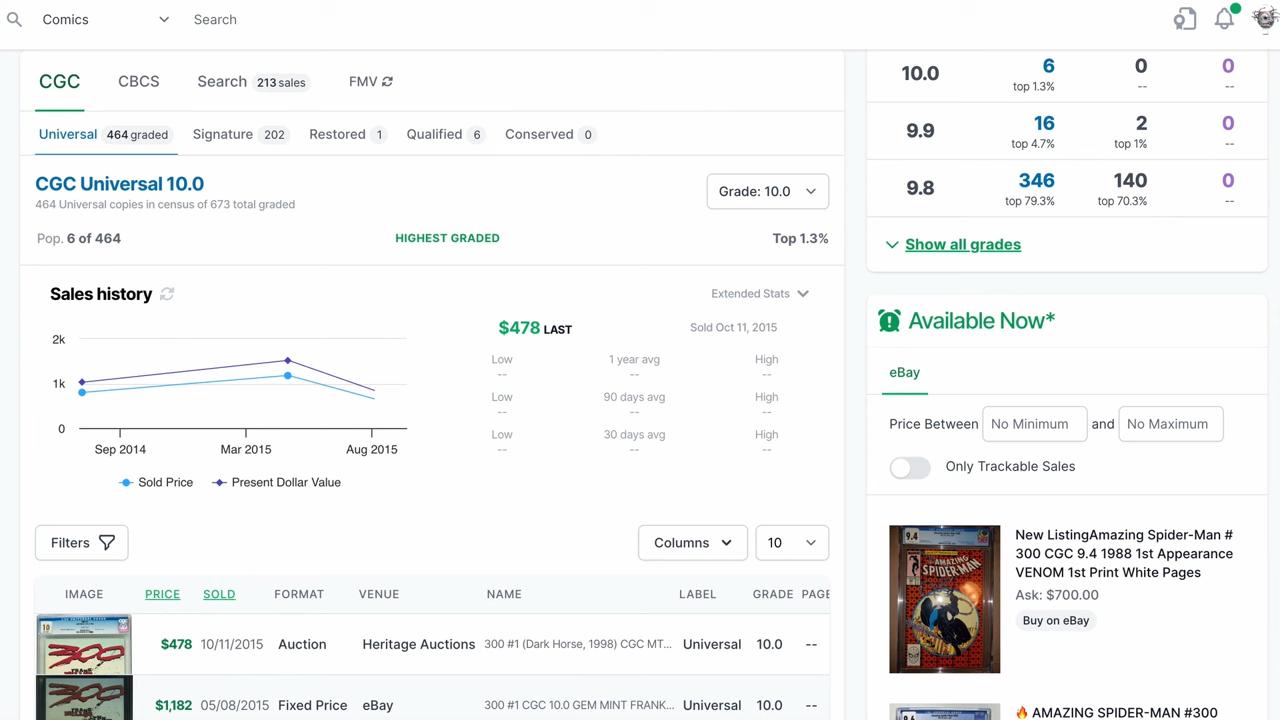 Comics
Search
CGC
CBCS
Search 213 sales
FMV
Universal 464 graded
Signature 202
Restored 1
Qualified 6
Conserved 0
CGC Universal 10.0
464 Universal copies in census of 673 total graded
Grade: 10.0
Pop. 6 of 464
HIGHEST GRADED
Top 1.3%
Sales history
Extended Stats
2k
1k
0
Sep 2014
Mar 2015
Aug 2015
Sold Price
Present Dollar Value
$478 LAST
Sold Oct 11, 2015
Low 1 year avg High
-- -- --
Low 90 days avg High
-- -- --
Low 30 days avg High
-- -- --
Filters
Columns
10
IMAGE PRICE SOLD FORMAT VENUE NAME LABEL GRADE PAGE
$478 10/11/2015 Auction Heritage Auctions 300 #1 (Dark Horse, 1998) CGC MT... Universal 10.0 --
10
300
$1,182 05/08/2015 Fixed Price eBay 300 #1 CGC 10.0 GEM MINT FRANK... Universal 10.0 --
300
10.0 6 0 0
top 1.3% -- --
9.9 16 2 0
top 4.7% top 1% --
9.8 346 140 0
top 79.3% top 70.3% --
Show all grades
Available Now*
eBay
Price Between No Minimum and No Maximum
Only Trackable Sales
9.4
THE AMAZING
SPIDER-MAN
New ListingAmazing Spider-Man #
300 CGC 9.4 1988 1st Appearance
VENOM 1st Print White Pages
Ask: $700.00
Buy on eBay
🔥 AMAZING SPIDER-MAN #300